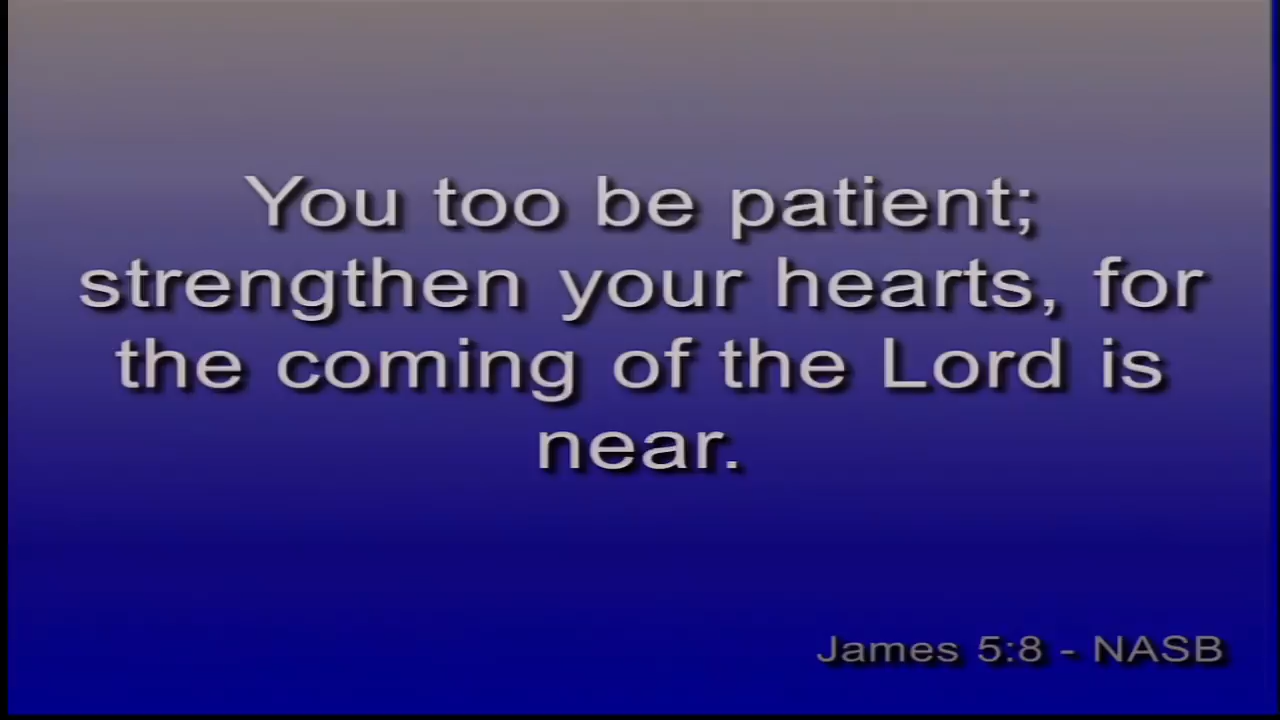 You too be patient;
strengthen your hearts, for
the coming of the Lord is
near.
James 5:8 - NASB